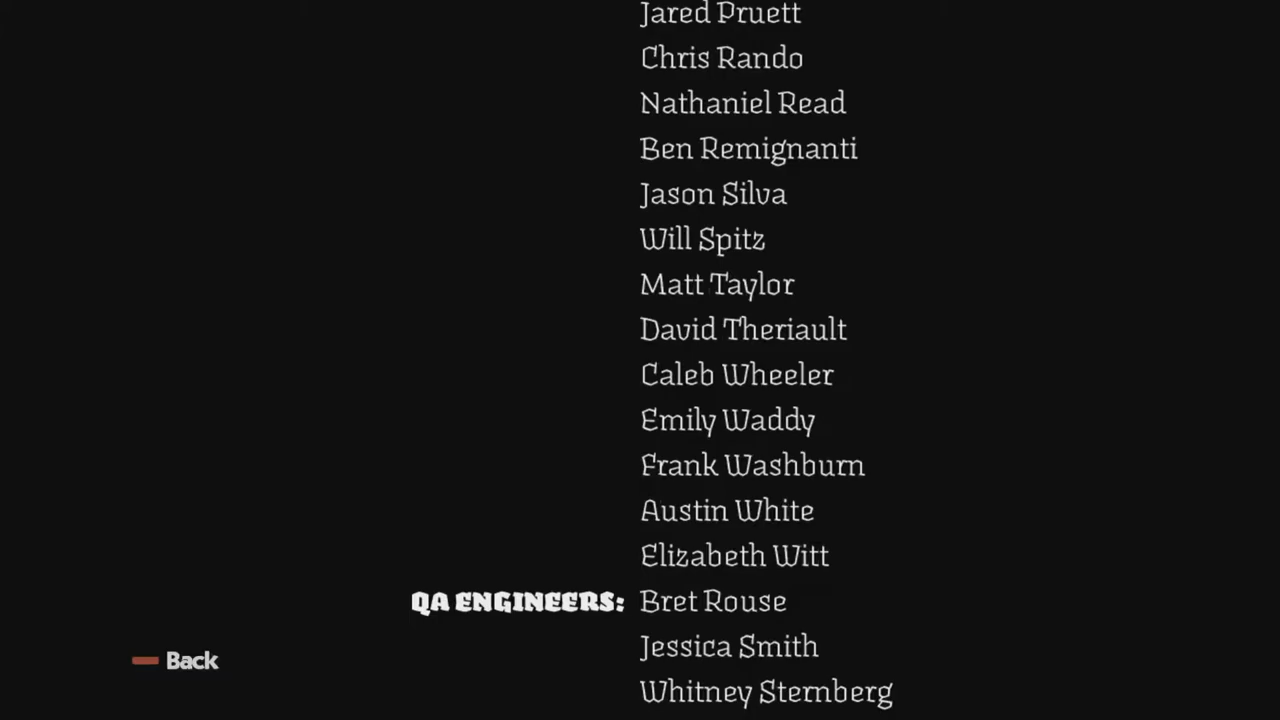 Jared Pruett
Chris Rando
Nathaniel Read
Ben Remignanti
Jason Silva
Will Spitz
Matt Taylor
David Theriault
Caleb Wheeler
Emily Waddy
Frank Washburn
Austin White
Elizabeth Witt
QA ENGINEERS: Bret Rouse
Jessica Smith
Back
Whitney Sternberg